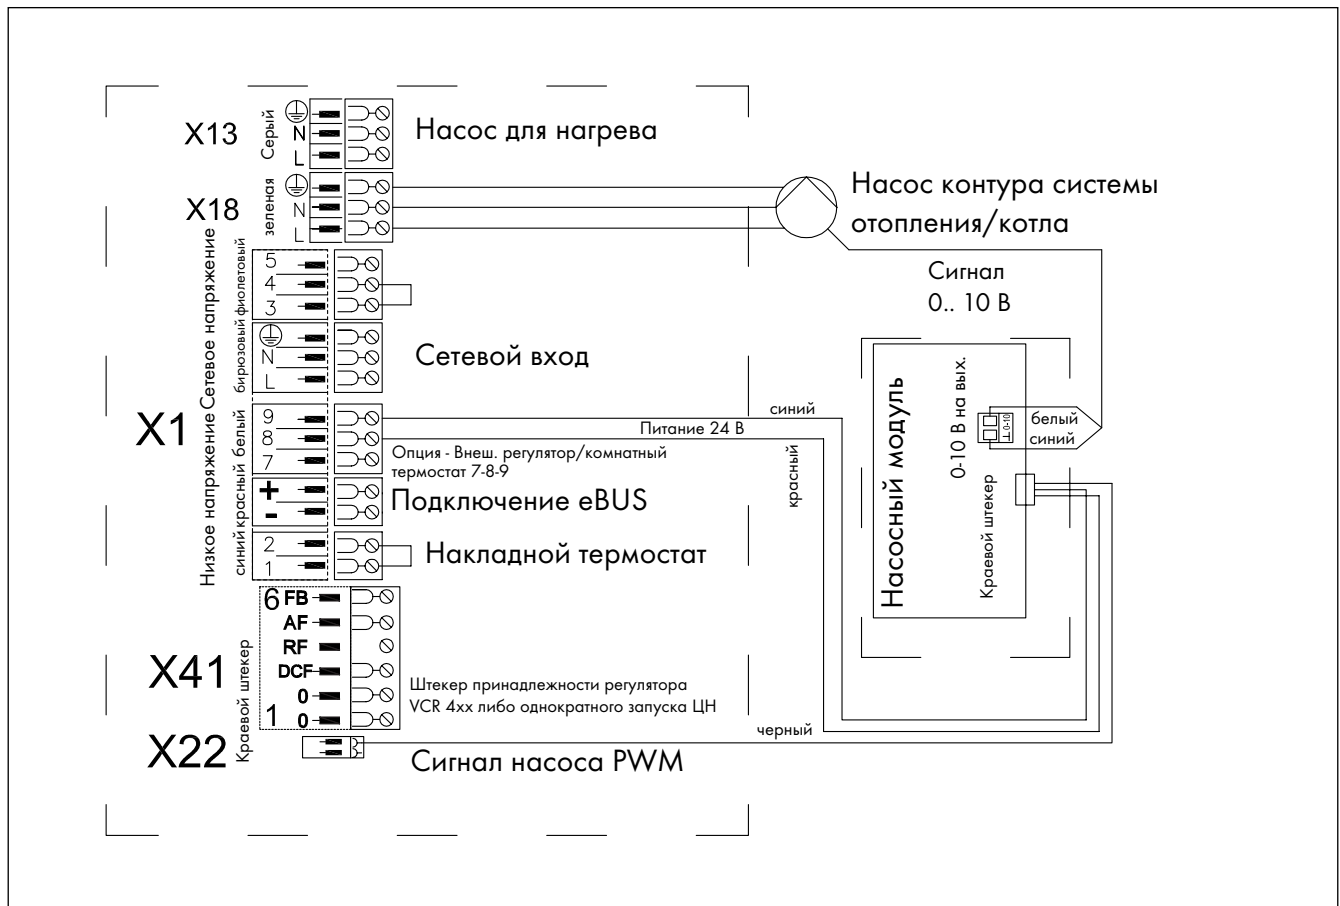 X13
Серый
N
L
Насос для нагрева
X18
зеленая
N
L
Насос контура системы
отопления/котла
Сигнал
0.. 10 В
X1
Низкое напряжение Сетевое напряжение
фиолетовый
5
4
3
бирюзовый
N
L
Сетевой вход
белый
9
8
7
синий
Питание 24 В
красный
Опция - Внеш. регулятор/комнатный
термостат 7-8-9
красный
+
-
Подключение eBUS
синий
2
1
Накладной термостат
X41
Краевой штекер
6 FB
AF
RF
DCF
0
1 0
Штекер принадлежности регулятора
VCR 4xx либо однократного запуска ЦН
X22
черный
Сигнал насоса PWM
Насосный модуль
0-10 В на вых.
⊥ 0-10
белый
синий
Краевой штекер